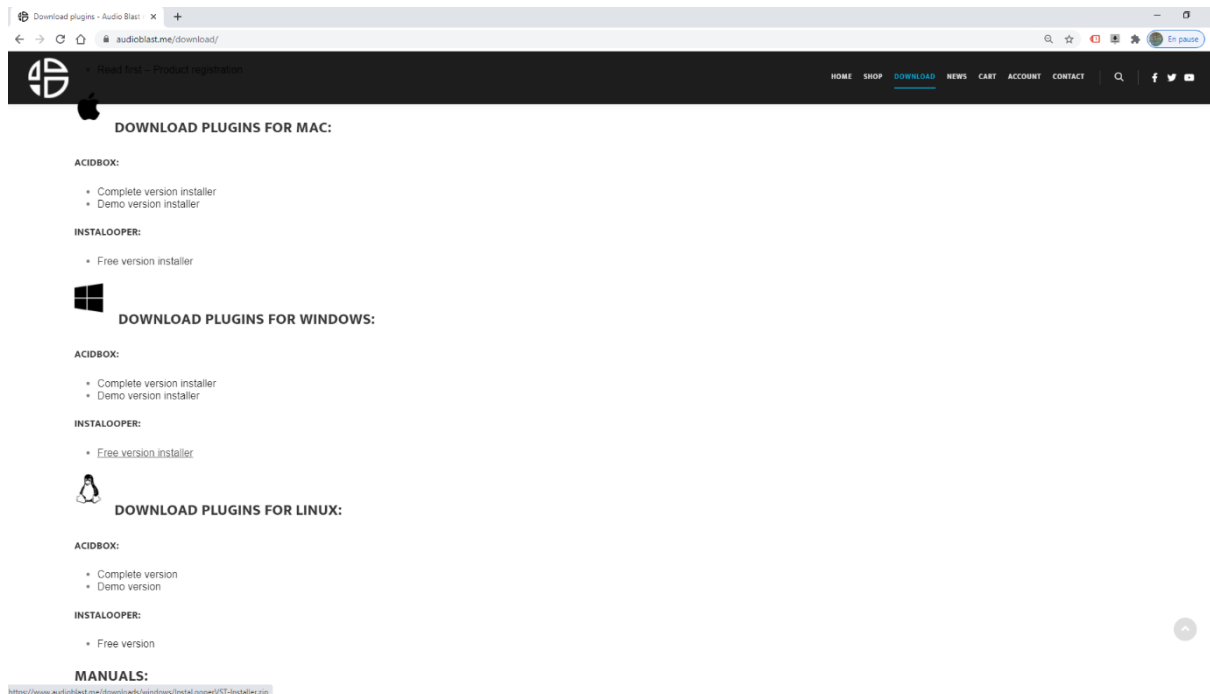 Download plugins - Audio Blast
audioblast.me/download/
En pause
Read first – Product registration
HOME SHOP DOWNLOAD NEWS CART ACCOUNT CONTACT
DOWNLOAD PLUGINS FOR MAC:
ACIDBOX:
Complete version installer
Demo version installer
INSTALOOPER:
Free version installer
DOWNLOAD PLUGINS FOR WINDOWS:
ACIDBOX:
Complete version installer
Demo version installer
INSTALOOPER:
Free version installer
DOWNLOAD PLUGINS FOR LINUX:
ACIDBOX:
Complete version
Demo version
INSTALOOPER:
Free version
MANUALS:
https://www.audioblast.me/downloads/windows/InstaLooperVST-Installer.zip